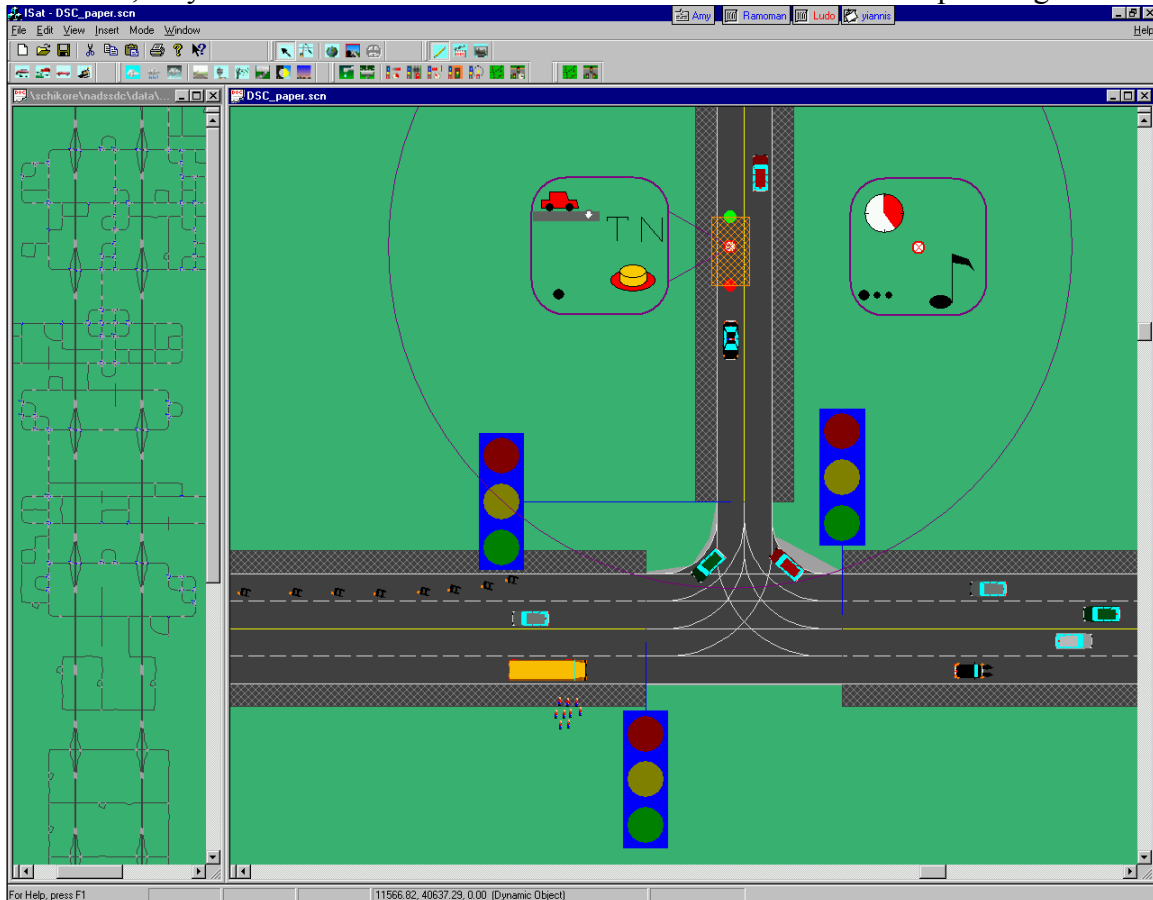 ISat - DSC_paper.scn
Amy Ramoman Ludo yiannis
File Edit View Insert Mode Window Help
\schikore\nadssdc\data\...
DSC_paper.scn
T N
For Help, press F1
11566.82, 40637.29, 0.00 (Dynamic Object)